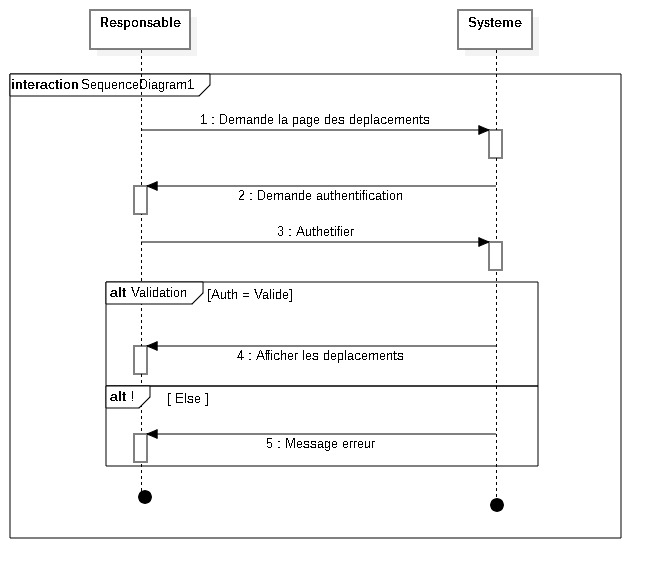 Responsable
Systeme
interaction SequenceDiagram1
1 : Demande la page des deplacements
2 : Demande authentification
3 : Authetifier
alt Validation [Auth = Valide]
4 : Afficher les deplacements
alt ! [ Else ]
5 : Message erreur